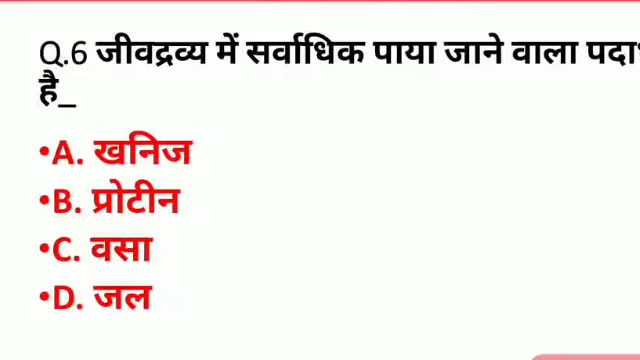 Q.6 जीवद्रव्य में सर्वाधिक पाया जाने वाला
है_
•A. खनिज
•B. प्रोटीन
•C. वसा
•D. जल